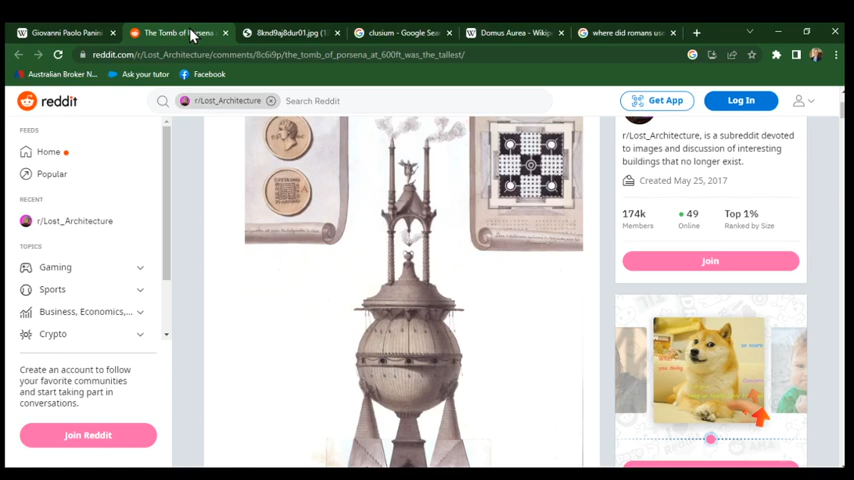 Giovanni Paolo Panini
The Tomb of Porsena
8knd9aj8dur01.jpg (1
clusium - Google Sea
Domus Aurea - Wikip
where did romans use
reddit.com/r/Lost_Architecture/comments/8c6i9p/the_tomb_of_porsena_at_600ft_was_the_tallest/
Australian Broker N...
Ask your tutor
Facebook
reddit
r/Lost_Architecture
Search Reddit
Get App
Log In
FEEDS
Home
Popular
RECENT
r/Lost_Architecture
TOPICS
Gaming
Sports
Business, Economics,...
Crypto
Create an account to follow
your favorite communities
and start taking part in
conversations.
Join Reddit
r/Lost_Architecture, is a subreddit devoted
to images and discussion of interesting
buildings that no longer exist.
Created May 25, 2017
174k
49
Top 1%
Members
Online
Ranked by Size
Join